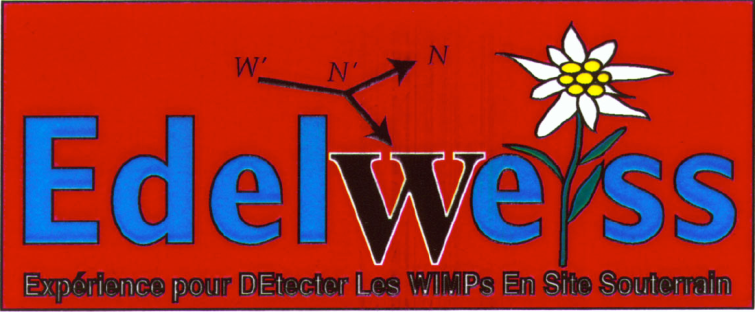 W' N' N
Edelweiss
Expérience pour DEtecter Les WIMPs En Site Souterrain